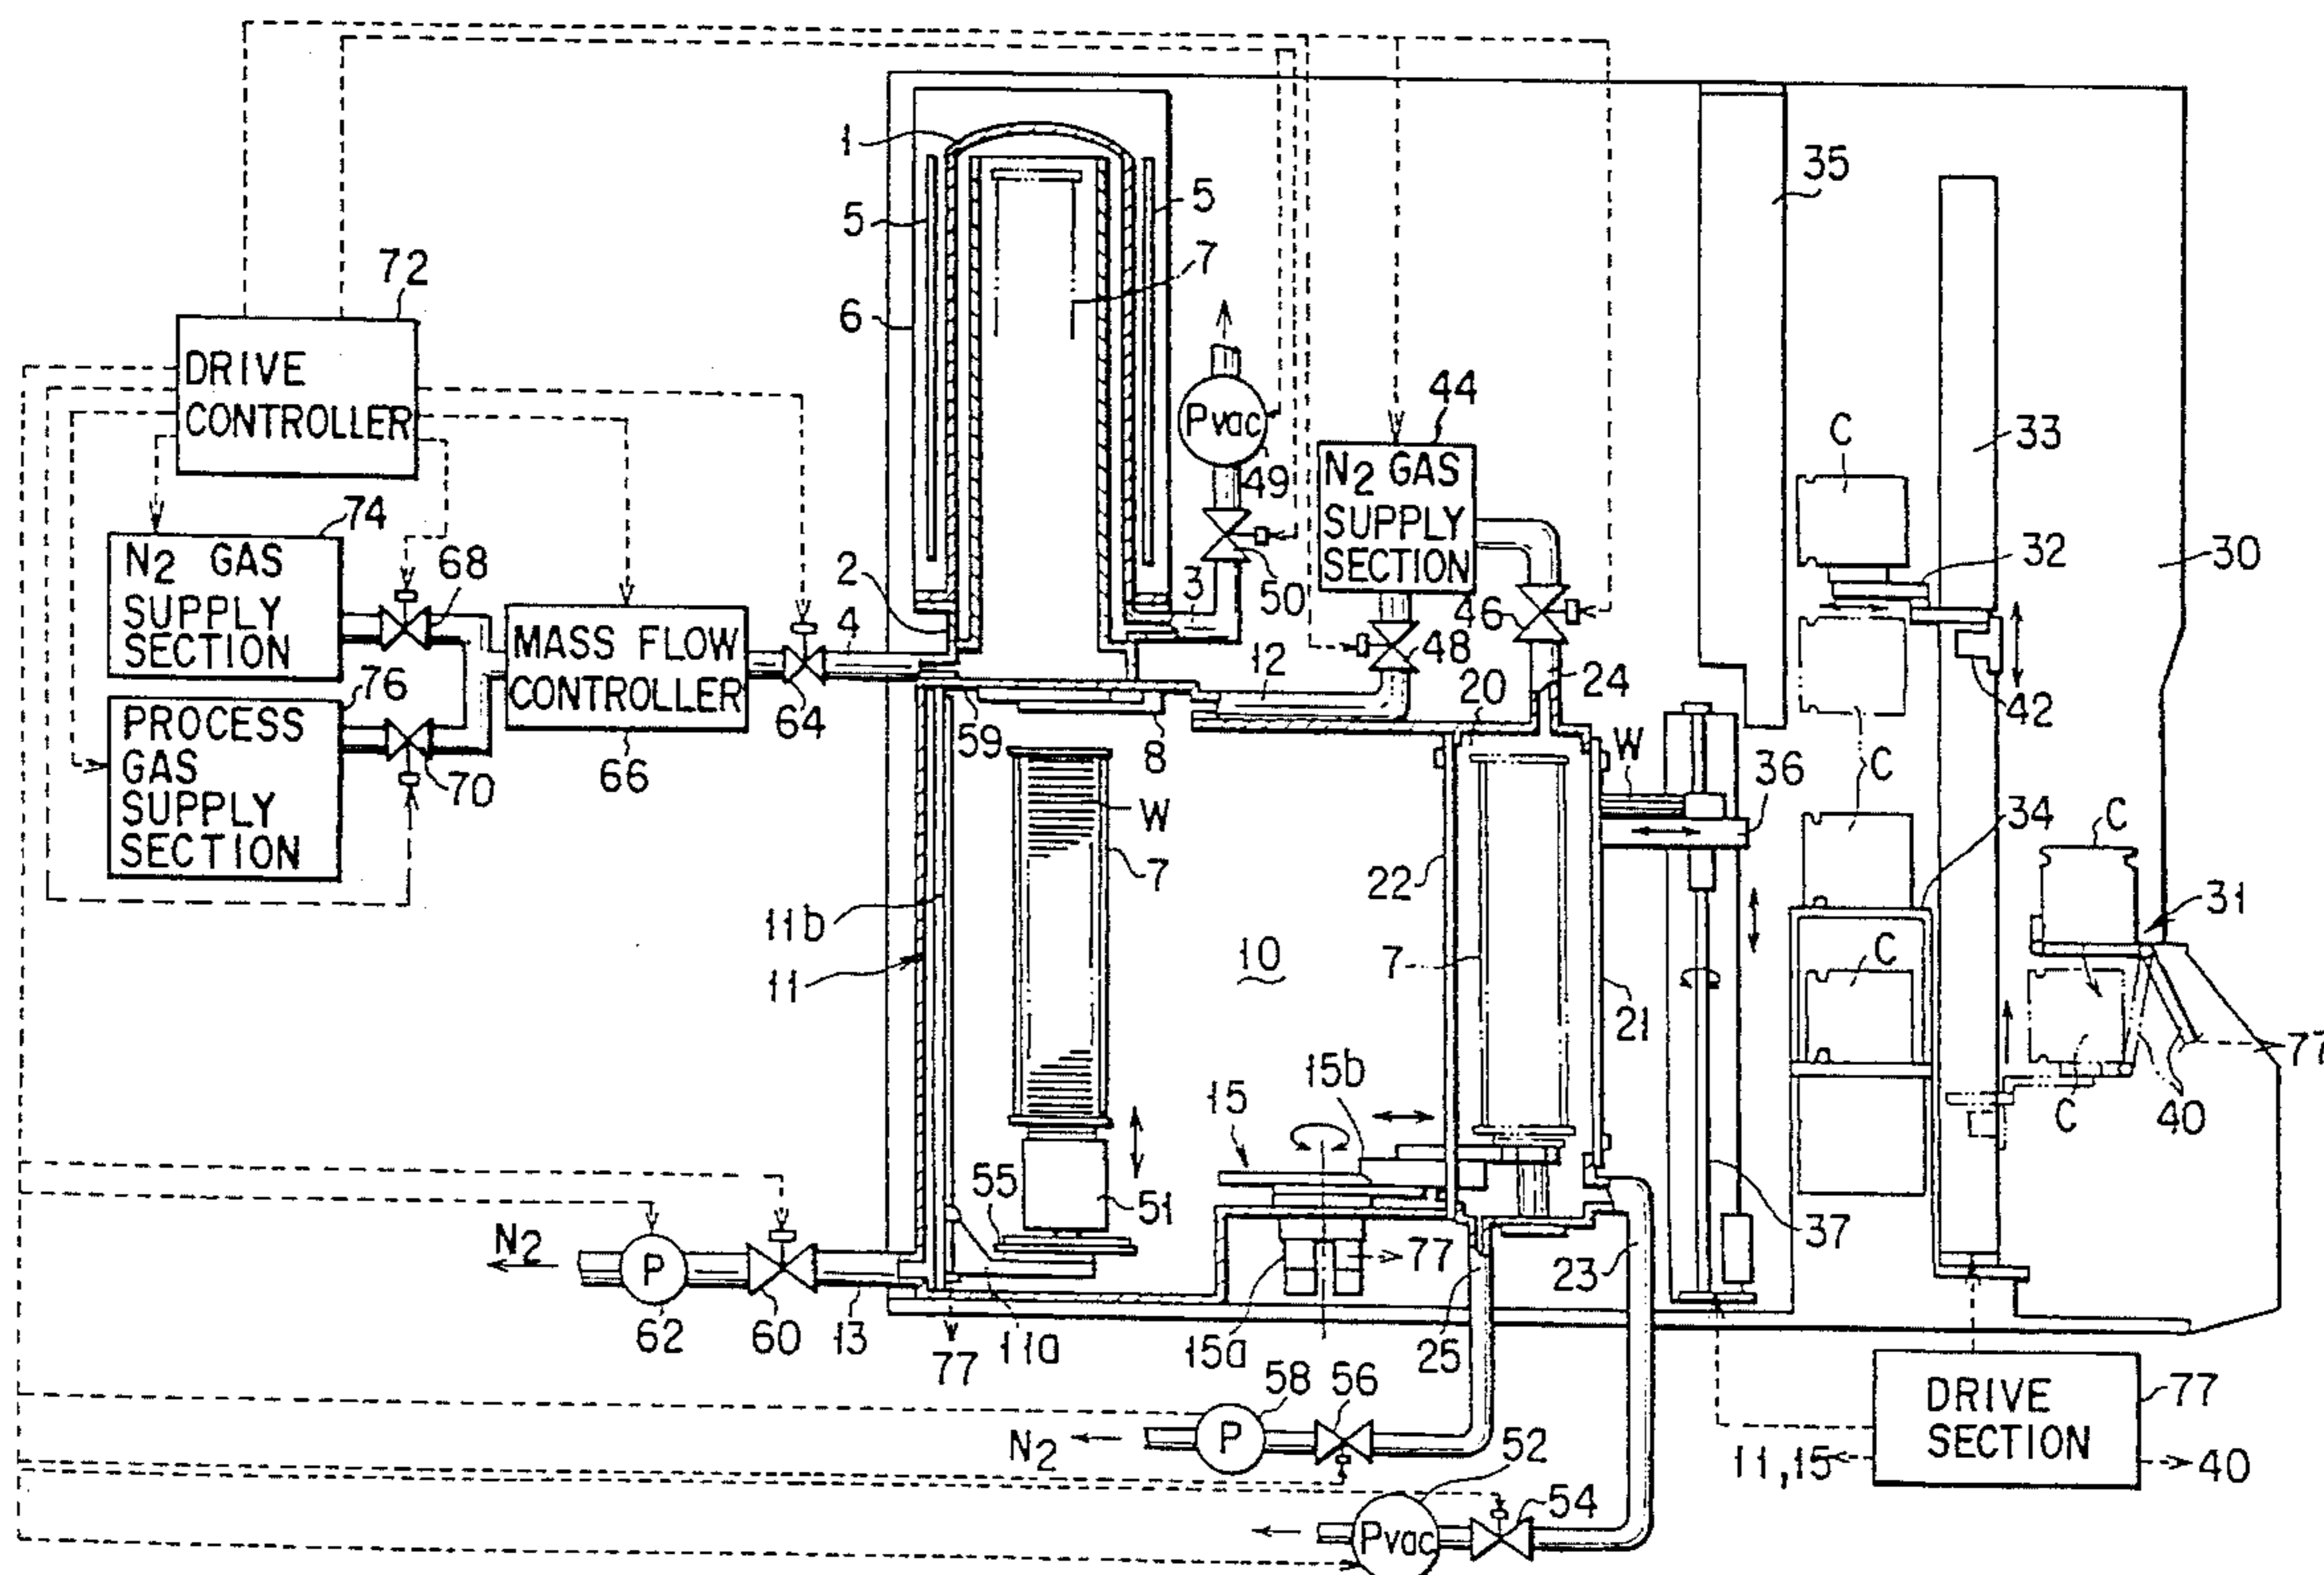 1
35
5
5
7
72
6
DRIVE
CONTROLLER
44
Pvac
C
33
49
N2 GAS
SUPPLY
SECTION
74
32
30
N2 GAS
SUPPLY
SECTION
68
2
4
50
3
46
MASS FLOW
CONTROLLER
12
48
20
24
42
76
64
59
8
W
36
C
PROCESS
GAS
SUPPLY
SECTION
70
66
W
34
C
7
22
31
11b
10
7
C
11
21
77
15b
15
C
40
55
51
37
N2
P
77
23
62
60
13
77
11a
15a
25
58
56
77
DRIVE
SECTION
N2
P
52
11,15
40
54
Pvac